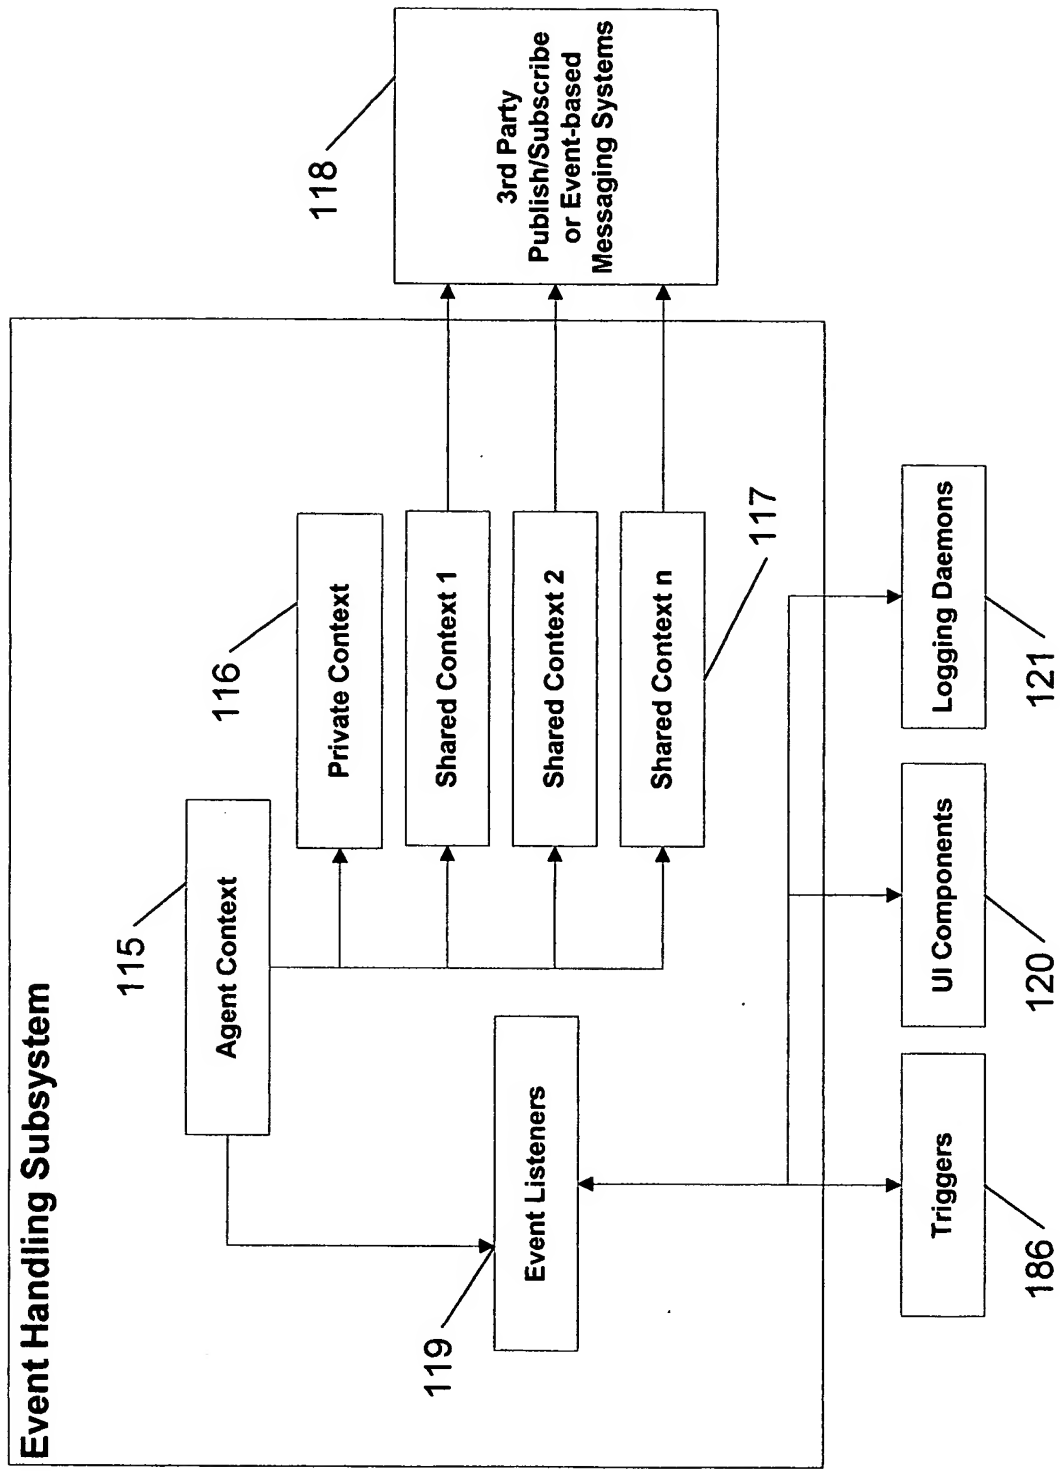 Event Handling Subsystem
115
Agent Context
116
Private Context
Shared Context 1
Shared Context 2
Shared Context n
117
118
3rd Party
Publish/Subscribe
or Event-based
Messaging Systems
119
Event Listeners
Triggers
186
UI Components
120
Logging Daemons
121